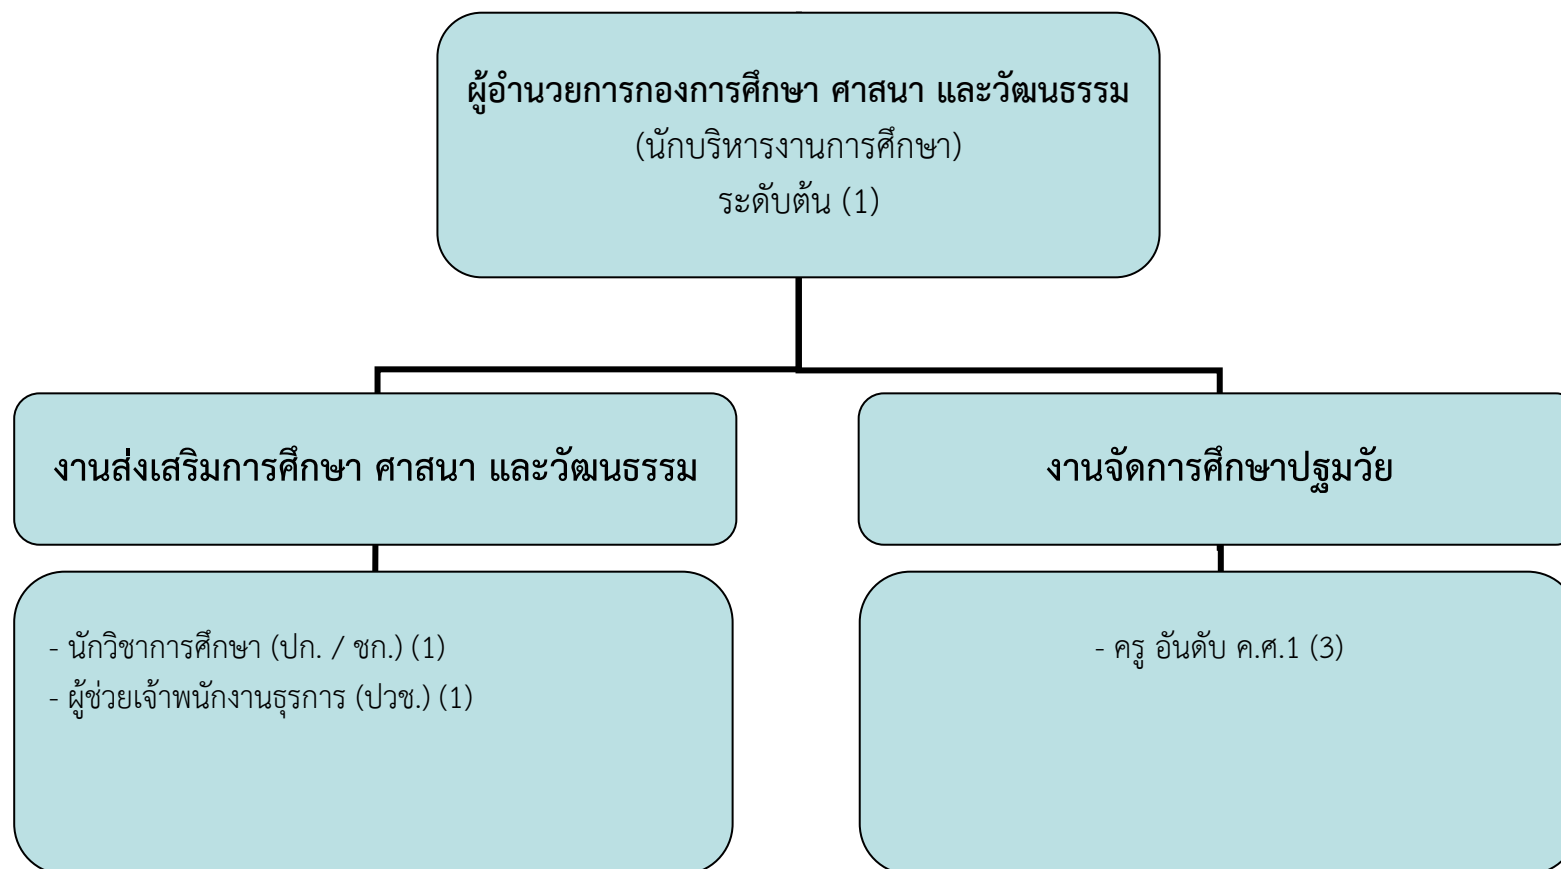 ผู้อำนวยการกองการศึกษา ศาสนา และวัฒนธรรม
(นักบริหารงานการศึกษา)
ระดับต้น (1)
งานส่งเสริมการศึกษา ศาสนา และวัฒนธรรม
งานจัดการศึกษาปฐมวัย
- นักวิชาการศึกษา (ปก. / ชก.) (1)
- ผู้ช่วยเจ้าพนักงานธุรการ (ปวช.) (1)
- ครู อันดับ ค.ศ.1 (3)